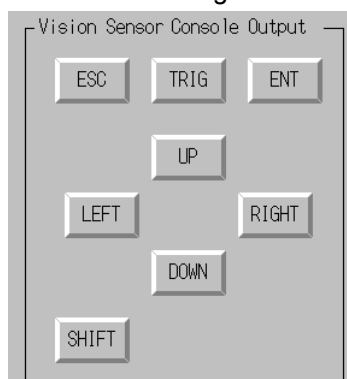 Vision Sensor Console Output
ESC TRIG ENT
UP
LEFT RIGHT
DOWN
SHIFT